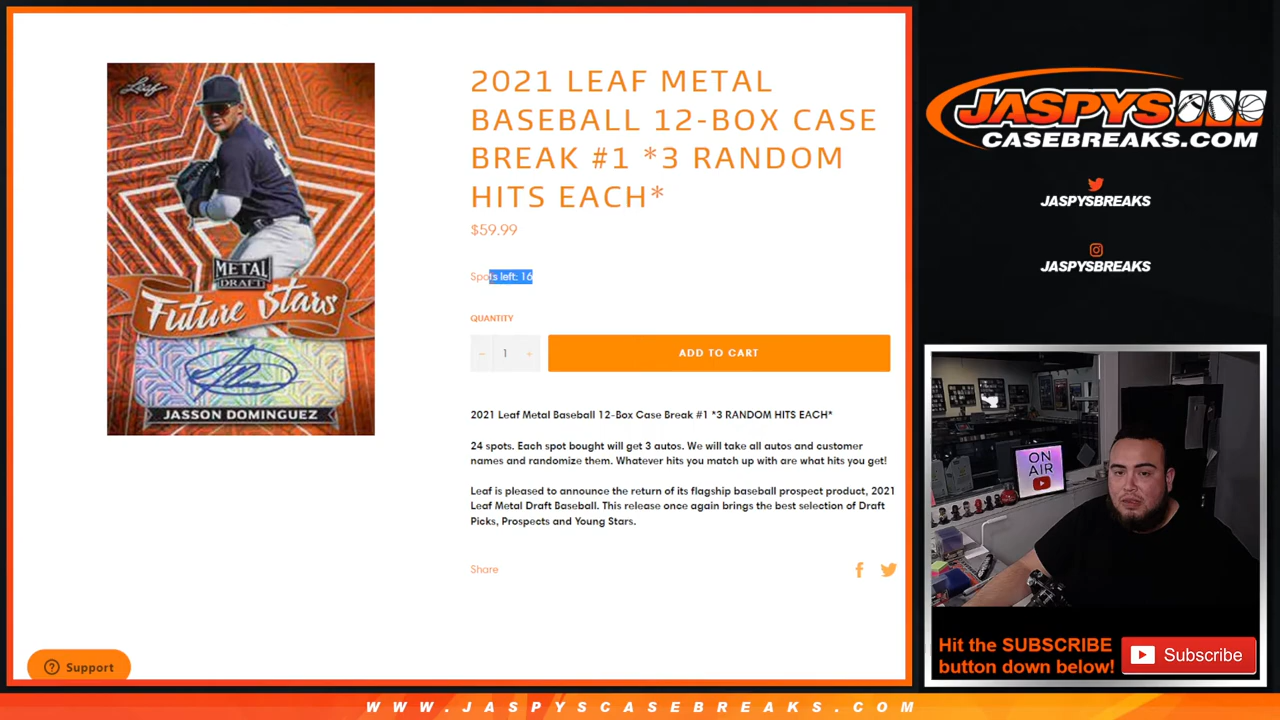 Leaf
METAL
DRAFT
Future Stars
JASSON DOMINGUEZ
2021 LEAF METAL
BASEBALL 12-BOX CASE
BREAK #1 *3 RANDOM
HITS EACH*
$59.99
Spots left: 16
QUANTITY
− 1 +
ADD TO CART
2021 Leaf Metal Baseball 12-Box Case Break #1 *3 RANDOM HITS EACH*
24 spots. Each spot bought will get 3 autos. We will take all autos and customer
names and randomize them. Whatever hits you match up with are what hits you get!
Leaf is pleased to announce the return of its flagship baseball prospect product, 2021
Leaf Metal Draft Baseball. This release once again brings the best selection of Draft
Picks, Prospects and Young Stars.
Share
Support
JASPYS
CASEBREAKS.COM
JASPYSBREAKS
JASPYSBREAKS
ON
AIR
Hit the SUBSCRIBE
button down below!
Subscribe
WWW.JASPYSCASEBREAKS.COM